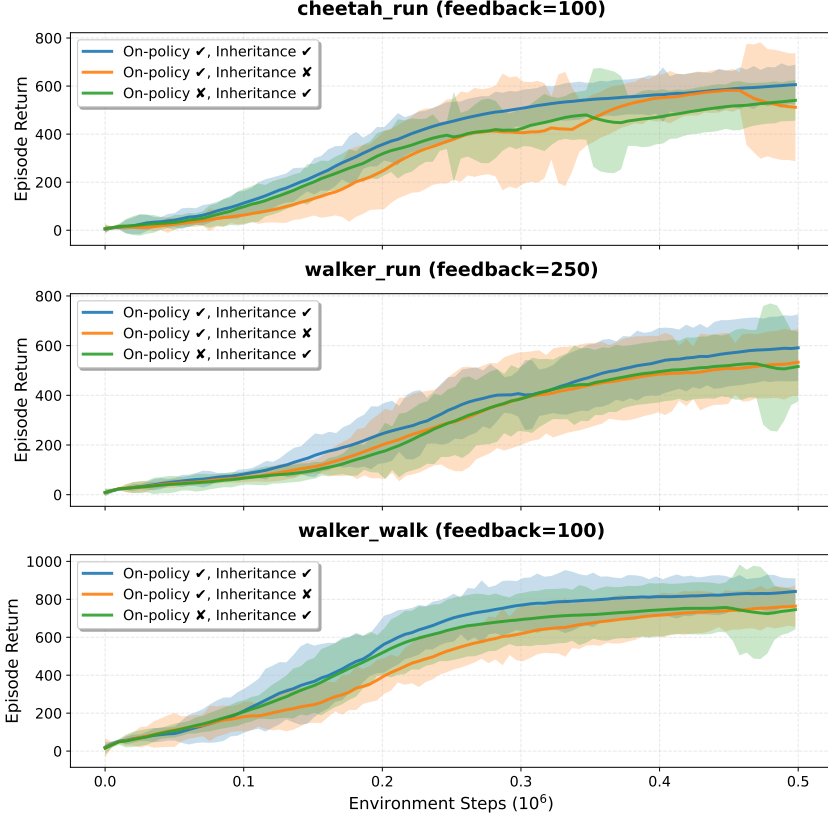 cheetah_run (feedback=100)
800
600
400
200
0
Episode Return
On-policy ✔, Inheritance ✔
On-policy ✔, Inheritance ✘
On-policy ✘, Inheritance ✔
walker_run (feedback=250)
800
600
400
200
0
Episode Return
On-policy ✔, Inheritance ✔
On-policy ✔, Inheritance ✘
On-policy ✘, Inheritance ✔
walker_walk (feedback=100)
1000
800
600
400
200
0
Episode Return
On-policy ✔, Inheritance ✔
On-policy ✔, Inheritance ✘
On-policy ✘, Inheritance ✔
0.0 0.1 0.2 0.3 0.4 0.5
Environment Steps (10⁶)